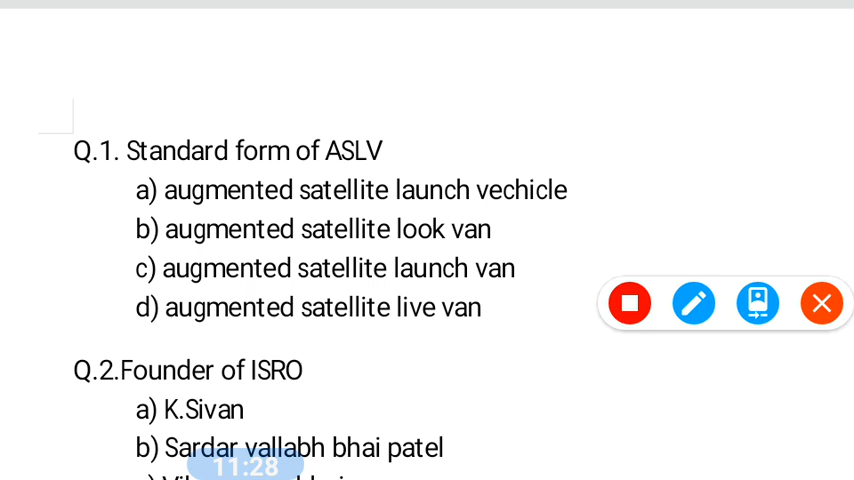 Q.1. Standard form of ASLV
a) augmented satellite launch vechicle
b) augmented satellite look van
c) augmented satellite launch van
d) augmented satellite live van
Q.2.Founder of ISRO
a) K.Sivan
b) Sardar vallabh bhai patel
11:28